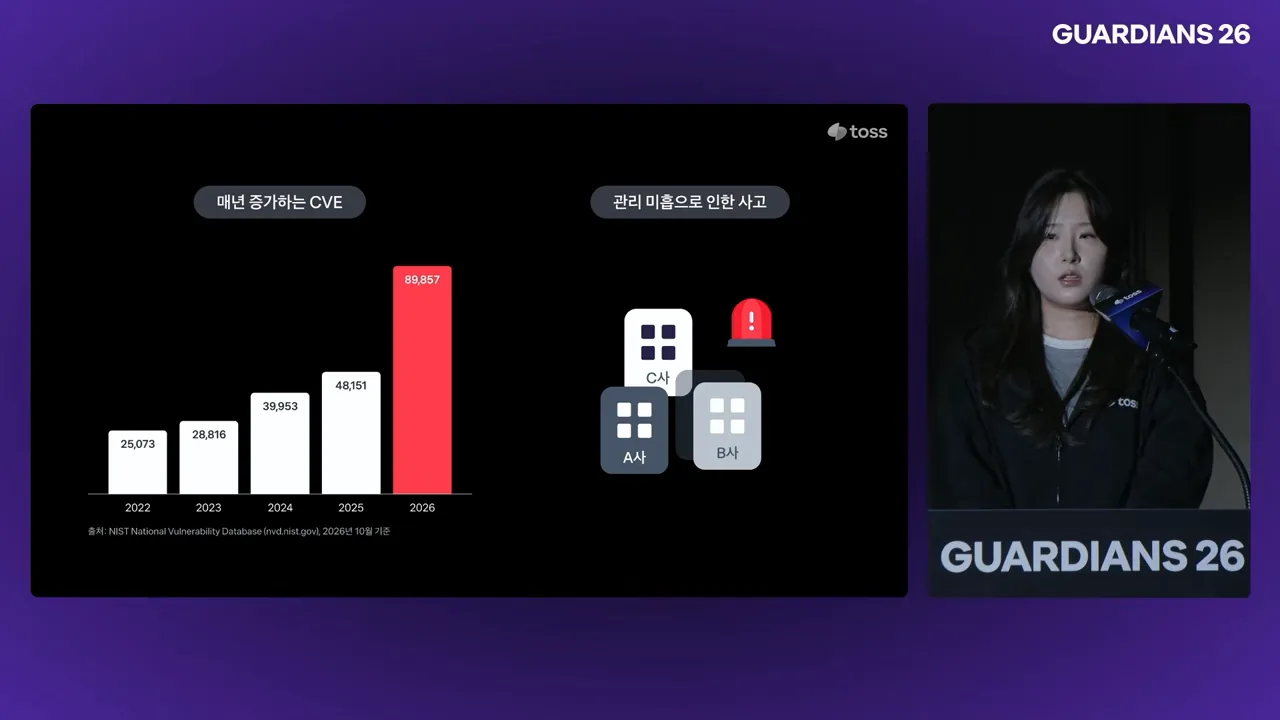 GUARDIANS 26
toss
매년 증가하는 CVE
25,073
28,816
39,953
48,151
89,857
2022
2023
2024
2025
2026
출처: NIST National Vulnerability Database (nvd.nist.gov), 2026년 10월 기준
관리 미흡으로 인한 사고
C사
A사
B사
toss
toss
GUARDIANS 26